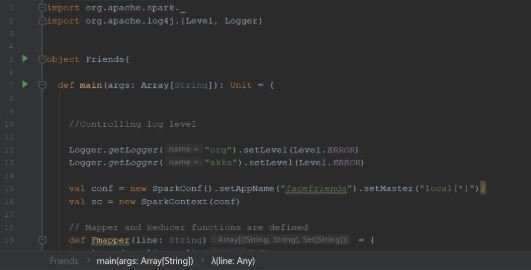 1 import org.apache.spark._
2 import org.apache.log4j.{Level, Logger}
3
4
5 object Friends{
6
7 def main(args: Array[String]): Unit = {
8
9
10 //Controlling log level
11
12 Logger.getLogger( name = "org").setLevel(Level.ERROR)
13 Logger.getLogger( name = "akka").setLevel(Level.ERROR)
14
15 val conf = new SparkConf().setAppName("facefriends").setMaster("local[*]");
16 val sc = new SparkContext(conf)
17
18 // Mapper and Reducer functions are defined
19 def Fmapper(line: String) : Array[((String, String), Set[String])] = {
Friends › main(args: Array[String]) › λ(line: Any)